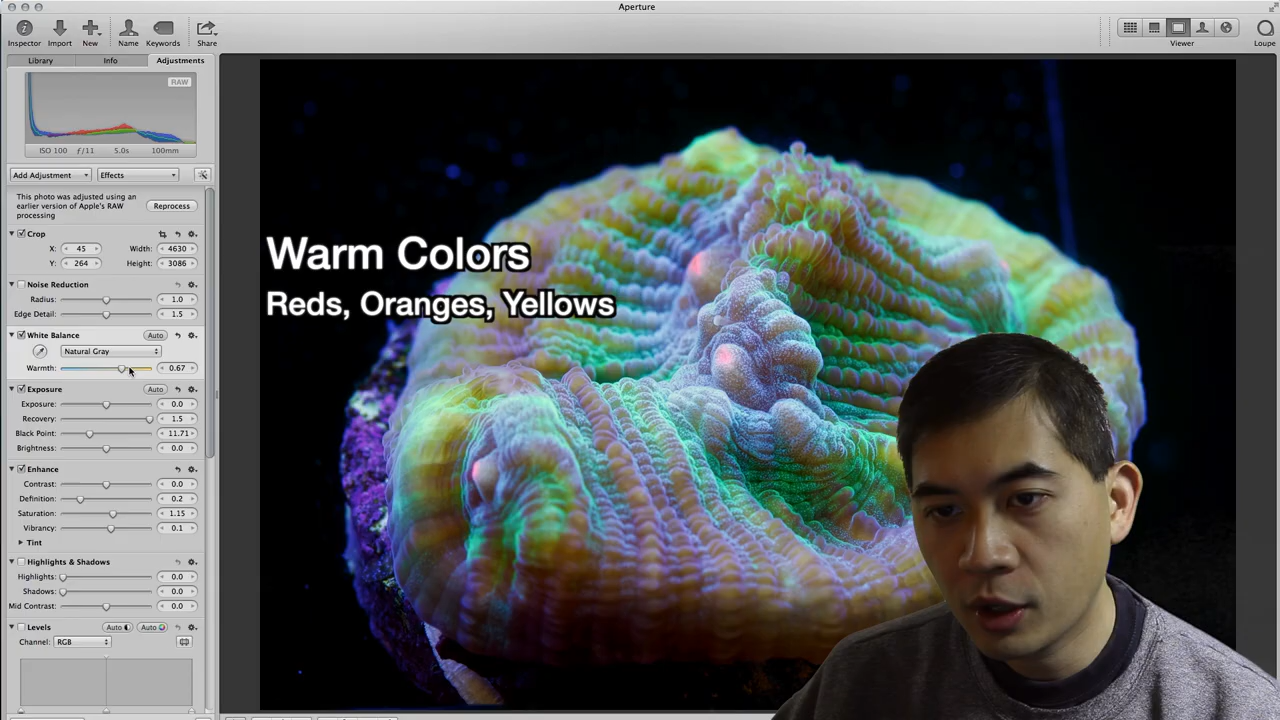 Aperture
Inspector Import New Name Keywords Share
Viewer Loupe
Library Info Adjustments
RAW
ISO 100 ƒ/11 5.0s 100mm
Add Adjustment Effects
This photo was adjusted using an
earlier version of Apple's RAW
processing
Reprocess
Crop
X: 45 Width: 4630
Y: 264 Height: 3086
Noise Reduction
Radius: 1.0
Edge Detail: 1.5
White Balance Auto
Natural Gray
Warmth: 0.67
Exposure Auto
Exposure: 0.0
Recovery: 1.5
Black Point: 11.71
Brightness: 0.0
Enhance
Contrast: 0.0
Definition: 0.2
Saturation: 1.15
Vibrancy: 0.1
Tint
Highlights & Shadows
Highlights: 0.0
Shadows: 0.0
Mid Contrast: 0.0
Levels Auto Auto
Channel: RGB
Warm Colors
Reds, Oranges, Yellows